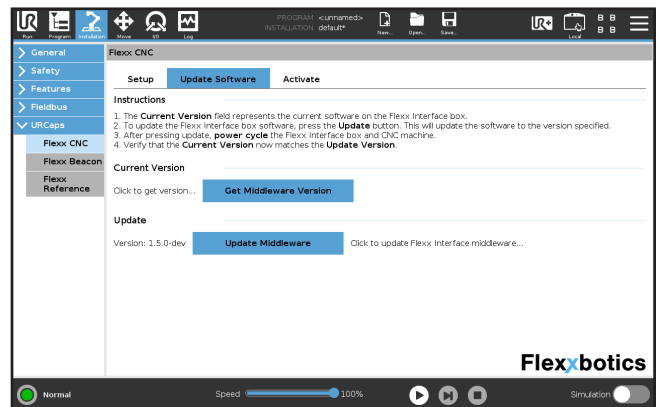 PROGRAM <unnamed>
INSTALLATION default*
Run Program Installation Move I/O Log New... Open... Save... Local
UR+
B B
B B
General
Safety
Features
Fieldbus
URCaps
Flexx CNC
Flexx Beacon
Flexx
Reference
Flexx CNC
Setup Update Software Activate
Instructions
1. The Current Version field represents the current software on the Flexx Interface box.
2. To update the Flexx Interface box software, press the Update button. This will update the software to the version specified.
3. After pressing update, power cycle the Flexx Interface box and CNC machine.
4. Verify that the Current Version now matches the Update Version.
Current Version
Click to get version... Get Middleware Version
Update
Version: 1.5.0-dev Update Middleware Click to update Flexx Interface middleware...
Flexxbotics
Normal Speed 100% Simulation